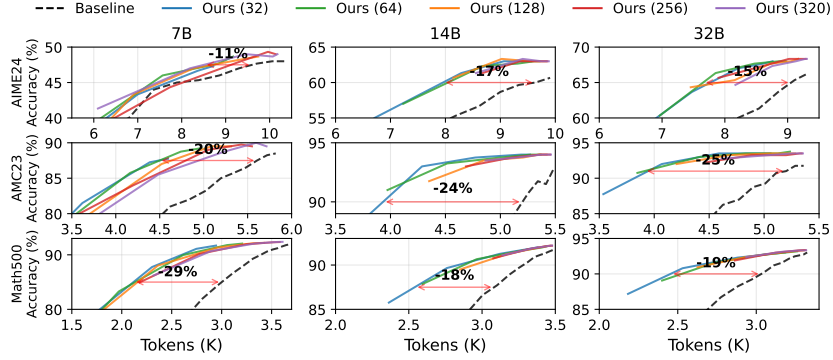 Baseline Ours (32) Ours (64) Ours (128) Ours (256) Ours (320)
7B 14B 32B
AIME24
Accuracy (%)
50
45
40
-11%
6 7 8 9 10
65
60
55
-17%
6 7 8 9 10
70
65
60
-15%
6 7 8 9
AMC23
Accuracy (%)
90
85
80
-20%
3.5 4.0 4.5 5.0 5.5 6.0
95
90
-24%
3.5 4.0 4.5 5.0 5.5
95
90
85
-25%
3.5 4.0 4.5 5.0 5.5
Math500
Accuracy (%)
90
80
-29%
1.5 2.0 2.5 3.0 3.5
90
85
-18%
2.0 2.5 3.0 3.5
95
90
85
-19%
2.0 2.5 3.0 3.5
Tokens (K) Tokens (K) Tokens (K)